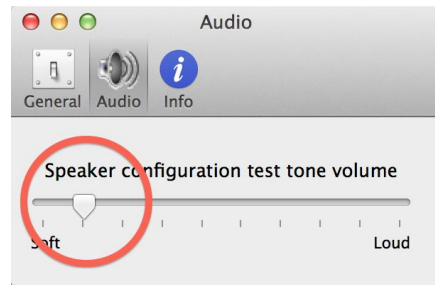 Audio
General Audio Info
Speaker configuration test tone volume
Soft Loud